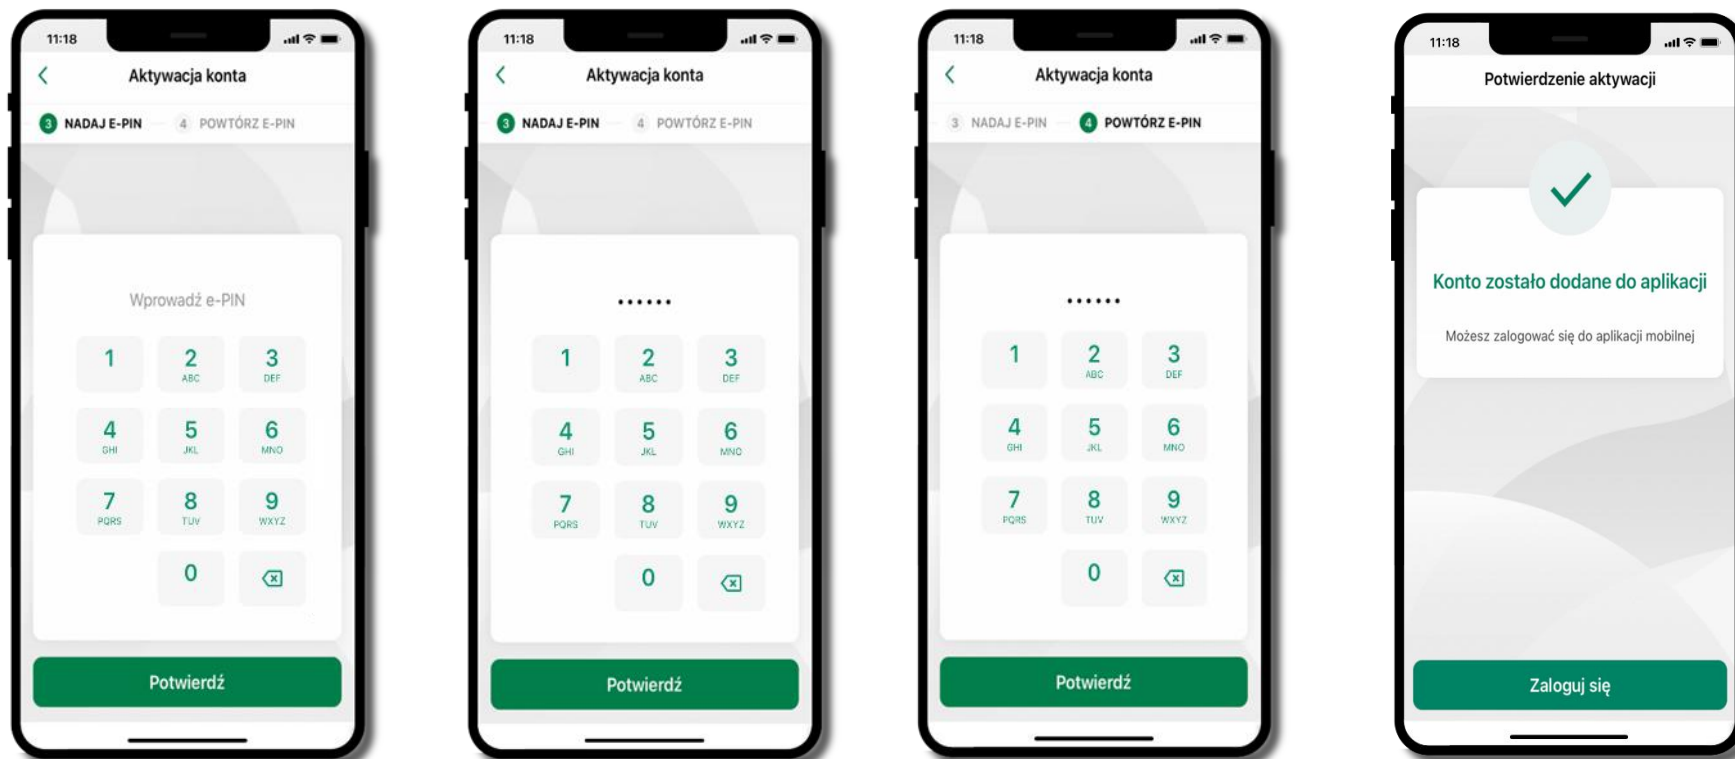 11:18
Aktywacja konta
3 NADAJ E-PIN 4 POWTÓRZ E-PIN
Wprowadź e-PIN
1 2 3
ABC DEF
4 5 6
GHI JKL MNO
7 8 9
PQRS TUV WXYZ
0
Potwierdź
11:18
Aktywacja konta
3 NADAJ E-PIN 4 POWTÓRZ E-PIN
••••••
1 2 3
ABC DEF
4 5 6
GHI JKL MNO
7 8 9
PQRS TUV WXYZ
0
Potwierdź
11:18
Aktywacja konta
3 NADAJ E-PIN 4 POWTÓRZ E-PIN
••••••
1 2 3
ABC DEF
4 5 6
GHI JKL MNO
7 8 9
PQRS TUV WXYZ
0
Potwierdź
11:18
Potwierdzenie aktywacji
Konto zostało dodane do aplikacji
Możesz zalogować się do aplikacji mobilnej
Zaloguj się